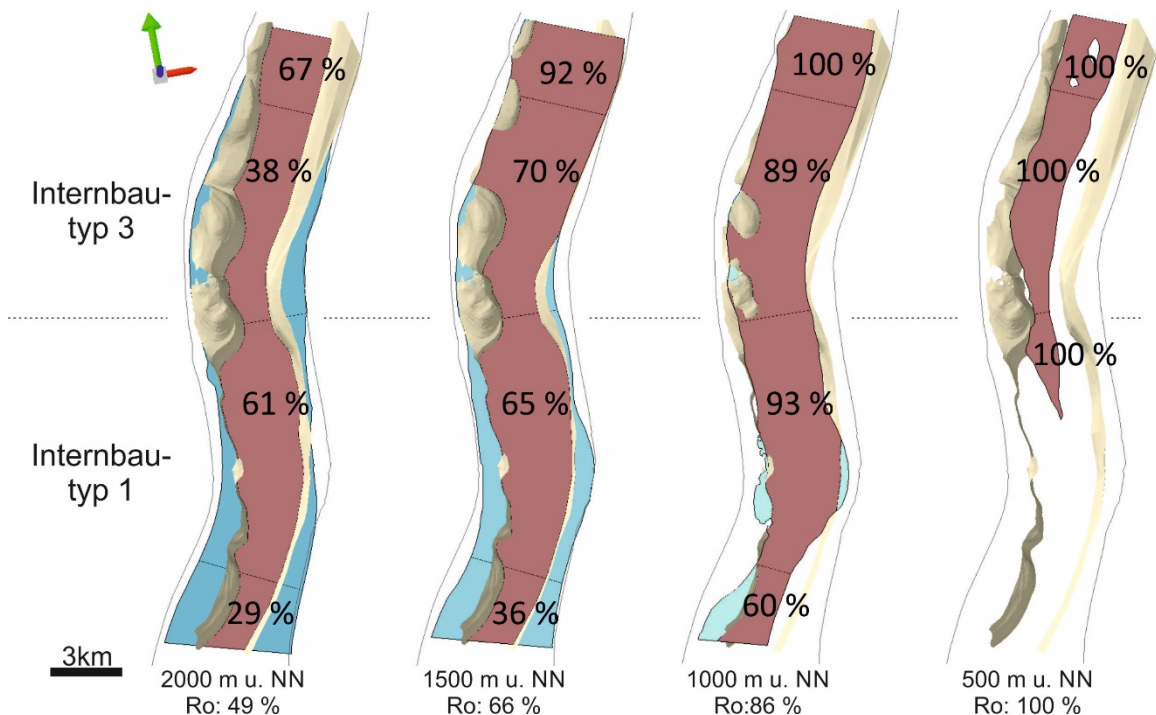 67 %
92 %
100 %
100 %
Internbau-
typ 3
38 %
70 %
89 %
100 %
100 %
Internbau-
typ 1
61 %
65 %
93 %
29 %
36 %
60 %
3km
2000 m u. NN
Ro: 49 %
1500 m u. NN
Ro: 66 %
1000 m u. NN
Ro:86 %
500 m u. NN
Ro: 100 %